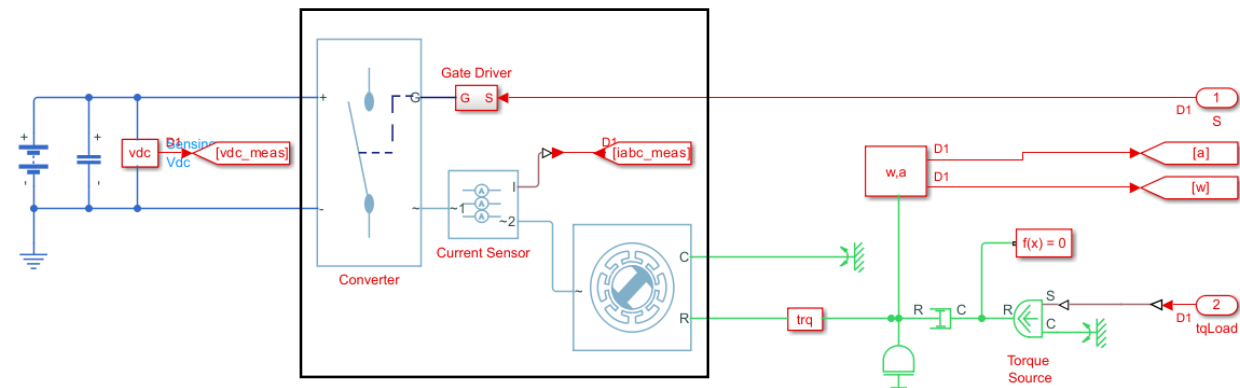 Gate Driver
G
G S
D1
1
S
+
+
+
vdc
D1
Sensing
Vdc
[vdc_meas]
-
-
-
D1
[iabc_meas]
w,a
D1
[a]
D1
[w]
I
~
~1
~2
Converter
Current Sensor
f(x) = 0
C
~
R
trq
R
C
R
S
C
D1
2
tqLoad
Torque
Source
A
A
A